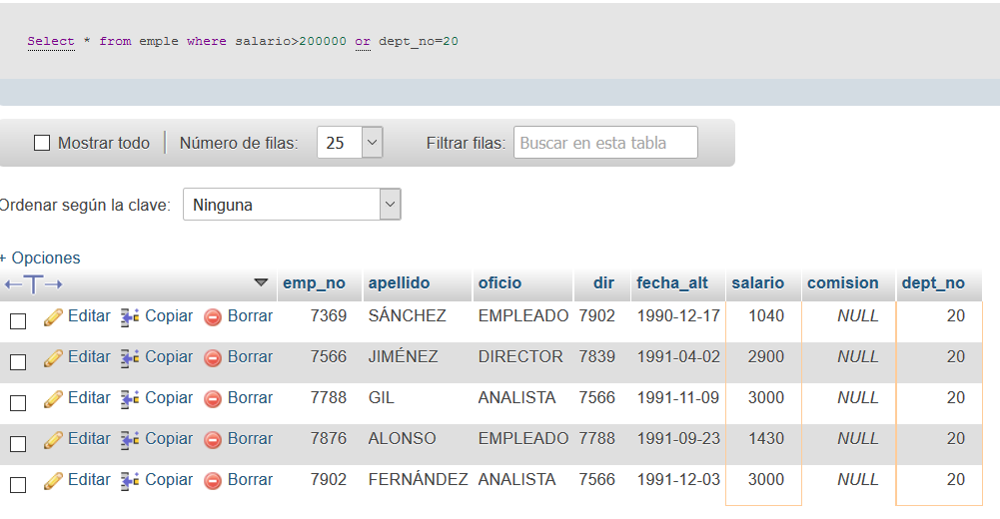 Select * from emple where salario>200000 or dept_no=20
Mostrar todo Número de filas: 25 Filtrar filas: Buscar en esta tabla
Ordenar según la clave: Ninguna
+ Opciones
←T→ emp_no apellido oficio dir fecha_alt salario comision dept_no
Editar Copiar Borrar 7369 SÁNCHEZ EMPLEADO 7902 1990-12-17 1040 NULL 20
Editar Copiar Borrar 7566 JIMÉNEZ DIRECTOR 7839 1991-04-02 2900 NULL 20
Editar Copiar Borrar 7788 GIL ANALISTA 7566 1991-11-09 3000 NULL 20
Editar Copiar Borrar 7876 ALONSO EMPLEADO 7788 1991-09-23 1430 NULL 20
Editar Copiar Borrar 7902 FERNÁNDEZ ANALISTA 7566 1991-12-03 3000 NULL 20